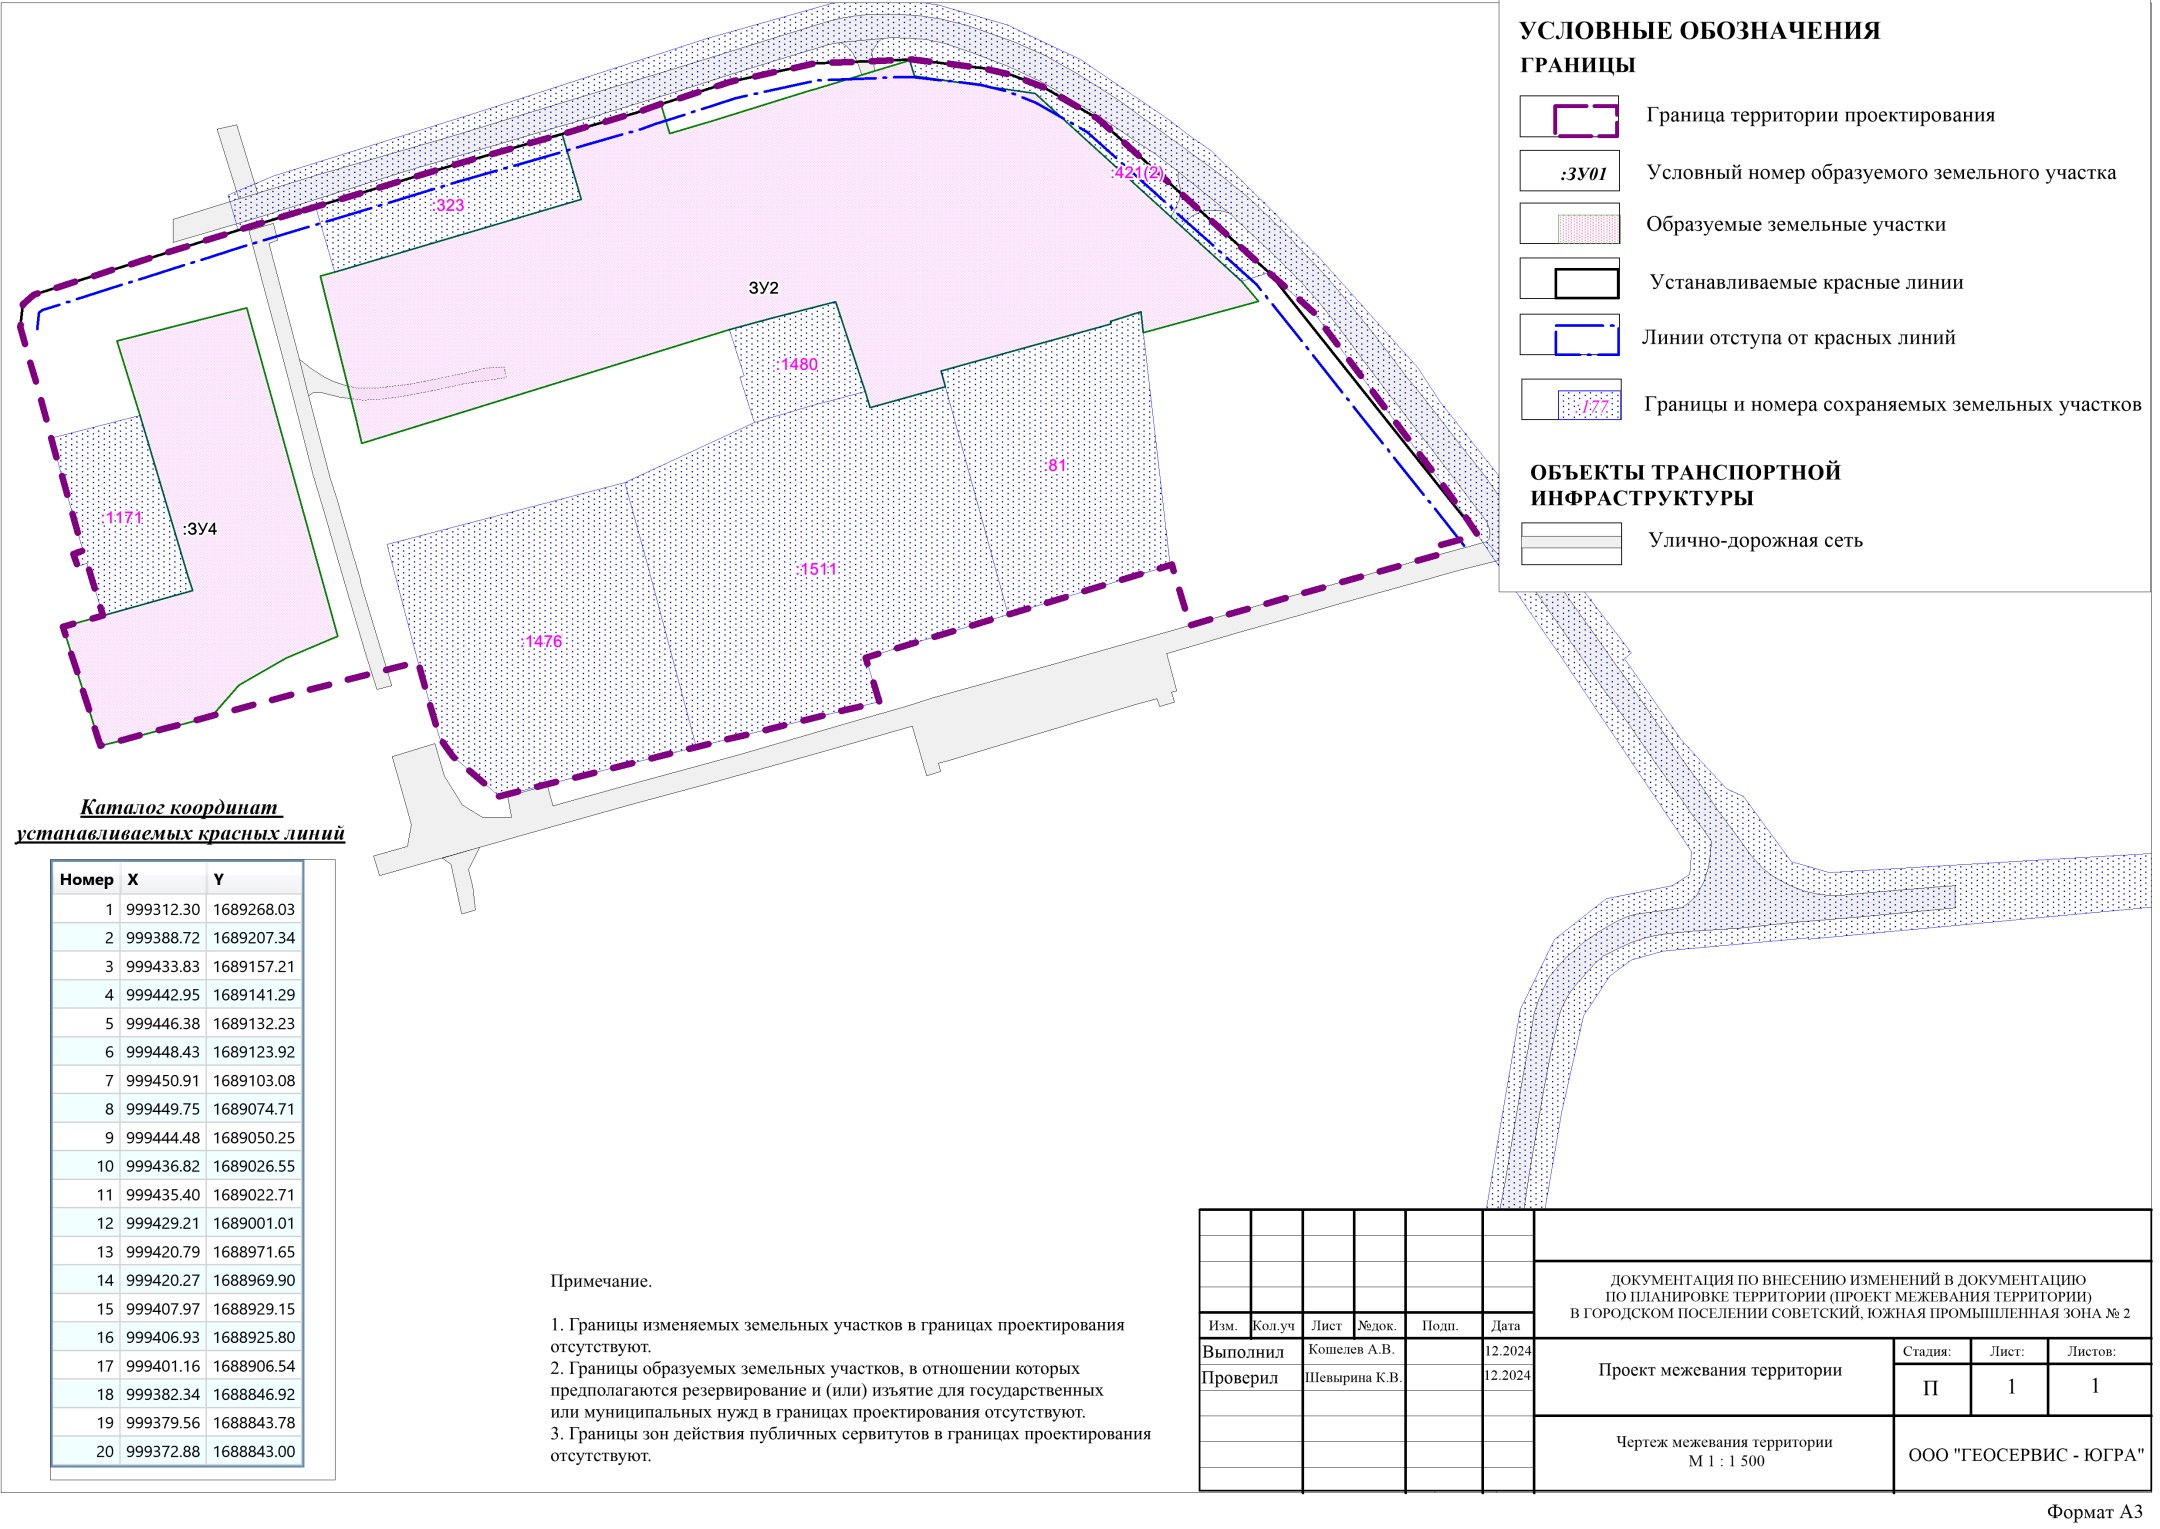 УСЛОВНЫЕ ОБОЗНАЧЕНИЯ
ГРАНИЦЫ
Граница территории проектирования
:ЗУ01
Условный номер образуемого земельного участка
Образуемые земельные участки
Устанавливаемые красные линии
Линии отступа от красных линий
:177
Границы и номера сохраняемых земельных участков
ОБЪЕКТЫ ТРАНСПОРТНОЙ
ИНФРАСТРУКТУРЫ
Улично-дорожная сеть
:421(2)
:323
ЗУ2
:1480
:81
:1171
:ЗУ4
:1511
:1476
Каталог координат
устанавливаемых красных линий
Номер X Y
1 999312.30 1689268.03
2 999388.72 1689207.34
3 999433.83 1689157.21
4 999442.95 1689141.29
5 999446.38 1689132.23
6 999448.43 1689123.92
7 999450.91 1689103.08
8 999449.75 1689074.71
9 999444.48 1689050.25
10 999436.82 1689026.55
11 999435.40 1689022.71
12 999429.21 1689001.01
13 999420.79 1688971.65
14 999420.27 1688969.90
15 999407.97 1688929.15
16 999406.93 1688925.80
17 999401.16 1688906.54
18 999382.34 1688846.92
19 999379.56 1688843.78
20 999372.88 1688843.00
Примечание.
1. Границы изменяемых земельных участков в границах проектирования
отсутствуют.
2. Границы образуемых земельных участков, в отношении которых
предполагаются резервирование и (или) изъятие для государственных
или муниципальных нужд в границах проектирования отсутствуют.
3. Границы зон действия публичных сервитутов в границах проектирования
отсутствуют.
ДОКУМЕНТАЦИЯ ПО ВНЕСЕНИЮ ИЗМЕНЕНИЙ В ДОКУМЕНТАЦИЮ
ПО ПЛАНИРОВКЕ ТЕРРИТОРИИ (ПРОЕКТ МЕЖЕВАНИЯ ТЕРРИТОРИИ)
В ГОРОДСКОМ ПОСЕЛЕНИИ СОВЕТСКИЙ, ЮЖНАЯ ПРОМЫШЛЕННАЯ ЗОНА № 2
Изм. Кол.уч Лист №док. Подп. Дата
Выполнил Кошелев А.В. 12.2024
Проверил Шевырина К.В. 12.2024
Проект межевания территории
Стадия: Лист: Листов:
П 1 1
Чертеж межевания территории
М 1 : 1 500
ООО "ГЕОСЕРВИС - ЮГРА"
Формат А3